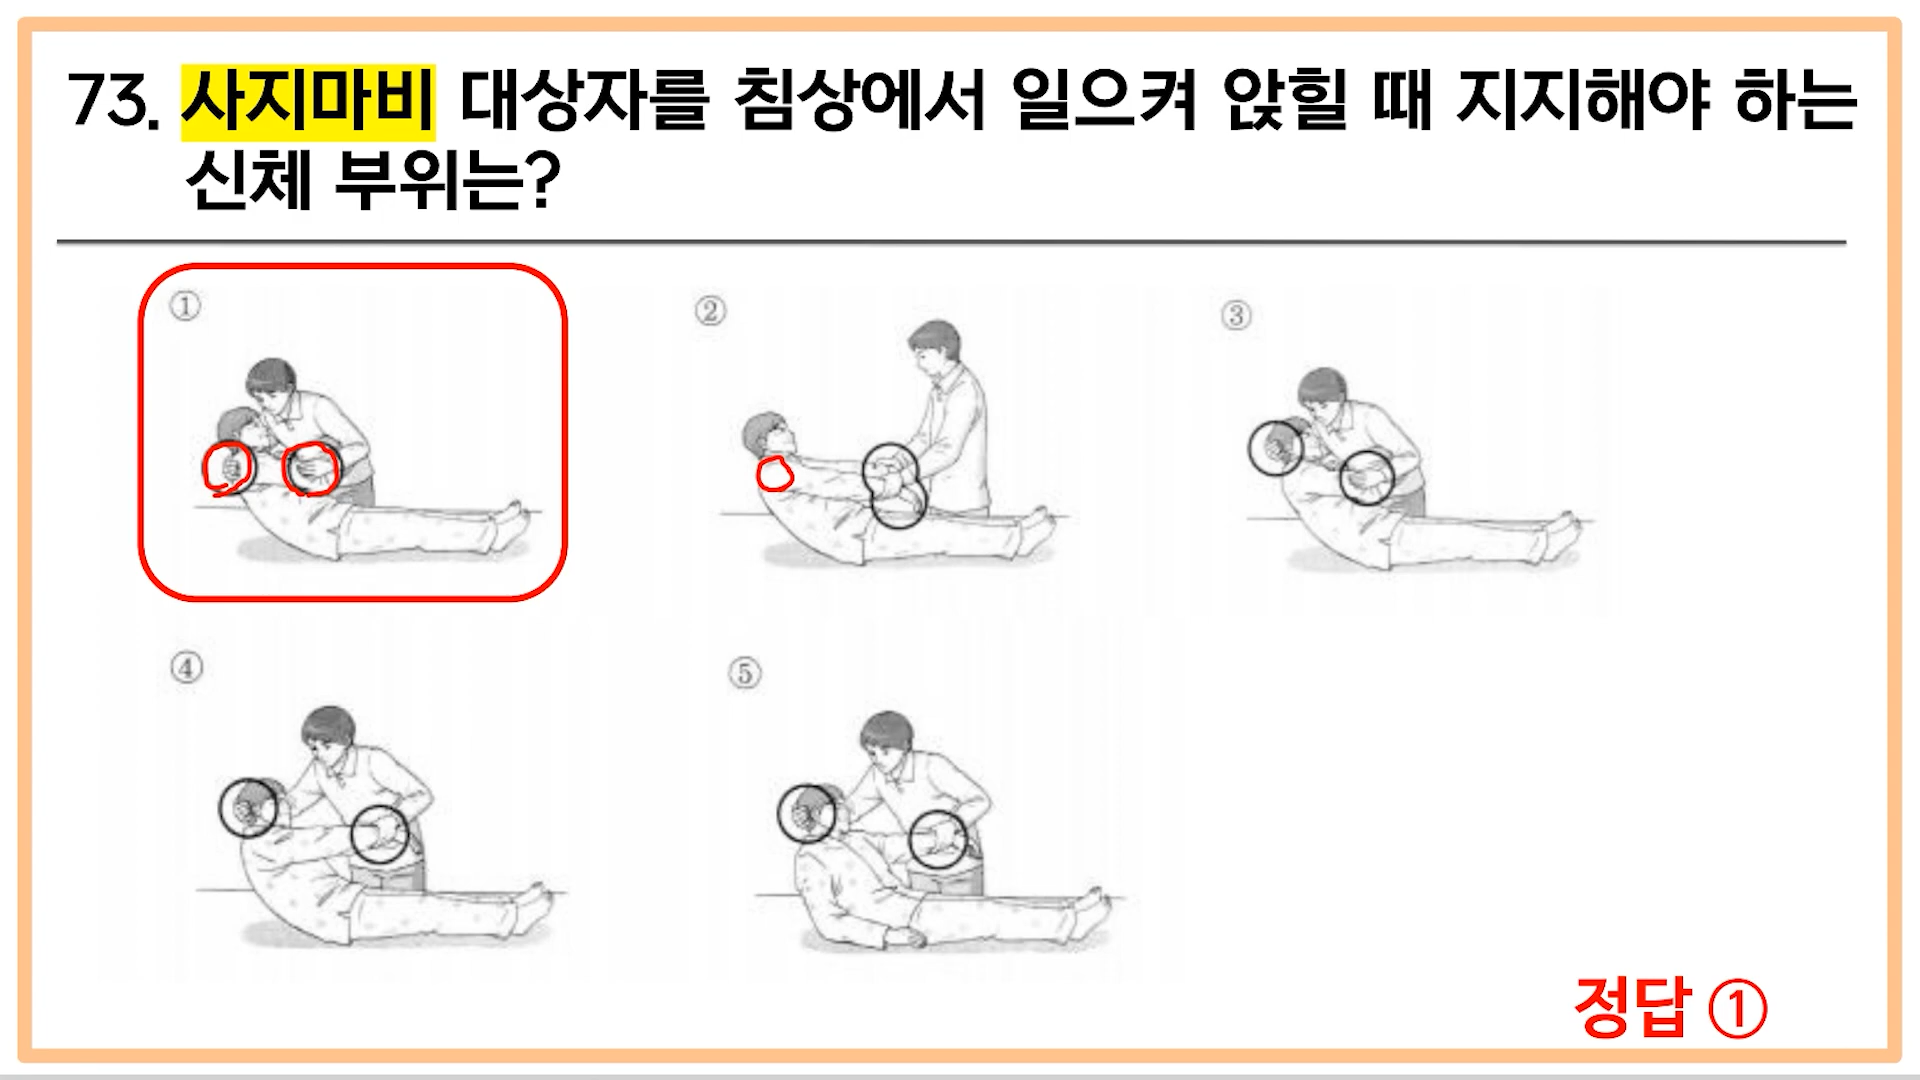 73. 사지마비 대상자를 침상에서 일으켜 앉힐 때 지지해야 하는
신체 부위는?
①
②
③
④
⑤
정답 ①